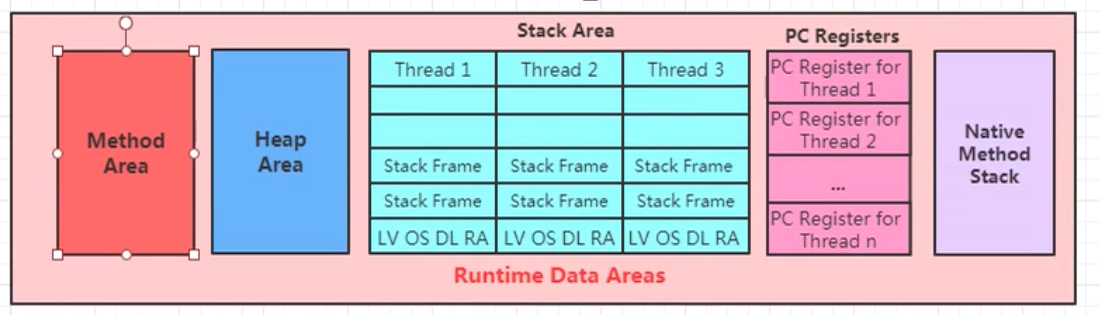 Stack Area
PC Registers
Method
Area
Heap
Area
Thread 1
Thread 2
Thread 3
Stack Frame
Stack Frame
Stack Frame
Stack Frame
Stack Frame
Stack Frame
LV OS DL RA
LV OS DL RA
LV OS DL RA
PC Register for
Thread 1
PC Register for
Thread 2
...
PC Register for
Thread n
Native
Method
Stack
Runtime Data Areas